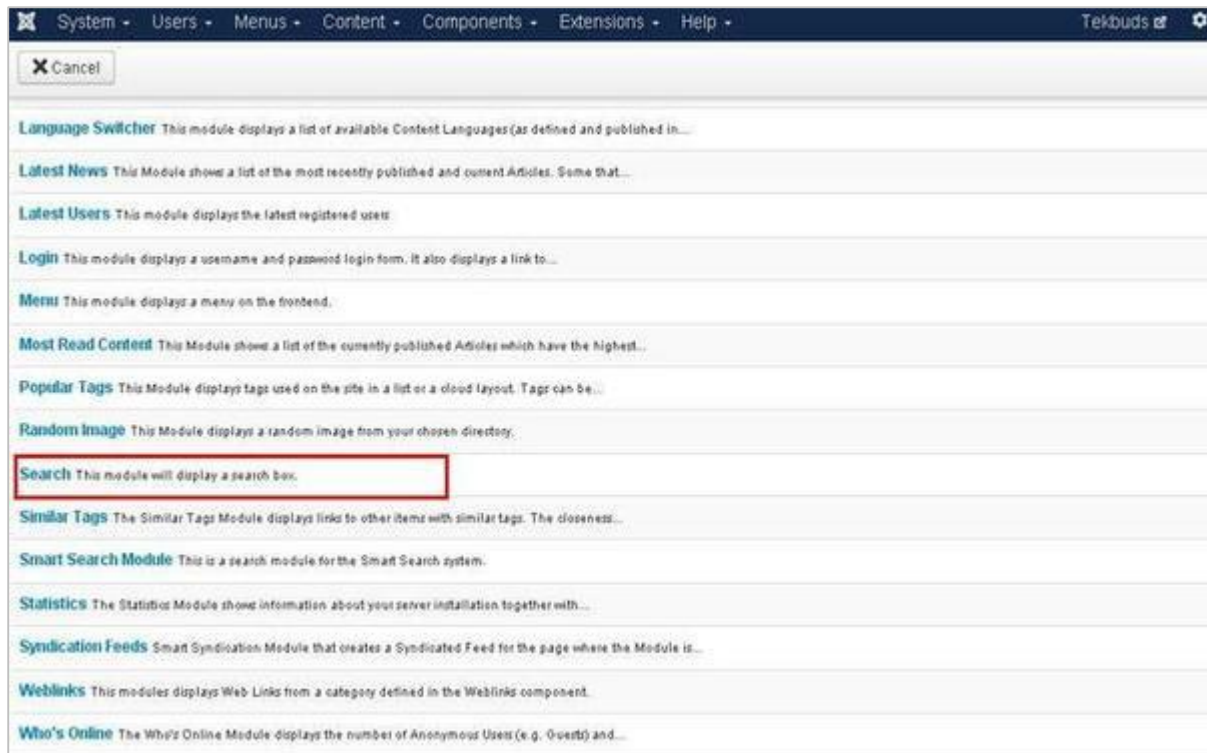 System Users Menus Content Components Extensions Help Tekbuds
Cancel
Language Switcher This module displays a list of available Content Languages (as defined and published in...
Latest News This Module shows a list of the most recently published and current Articles. Some that...
Latest Users This module displays the latest registered users
Login This module displays a username and password login form. It also displays a link to...
Menu This module displays a menu on the frontend.
Most Read Content This Module shows a list of the currently published Articles which have the highest...
Popular Tags This Module displays tags used on the site in a list or a cloud layout. Tags can be...
Random Image This Module displays a random image from your chosen directory.
Search This module will display a search box.
Similar Tags The Similar Tags Module displays links to other items with similar tags. The closeness...
Smart Search Module This is a search module for the Smart Search system.
Statistics The Statistics Module shows information about your server installation together with...
Syndication Feeds Smart Syndication Module that creates a Syndicated Feed for the page where the Module is...
Weblinks This modules displays Web Links from a category defined in the Weblinks component.
Who's Online The Who's Online Module displays the number of Anonymous Users (e.g. Guests) and...